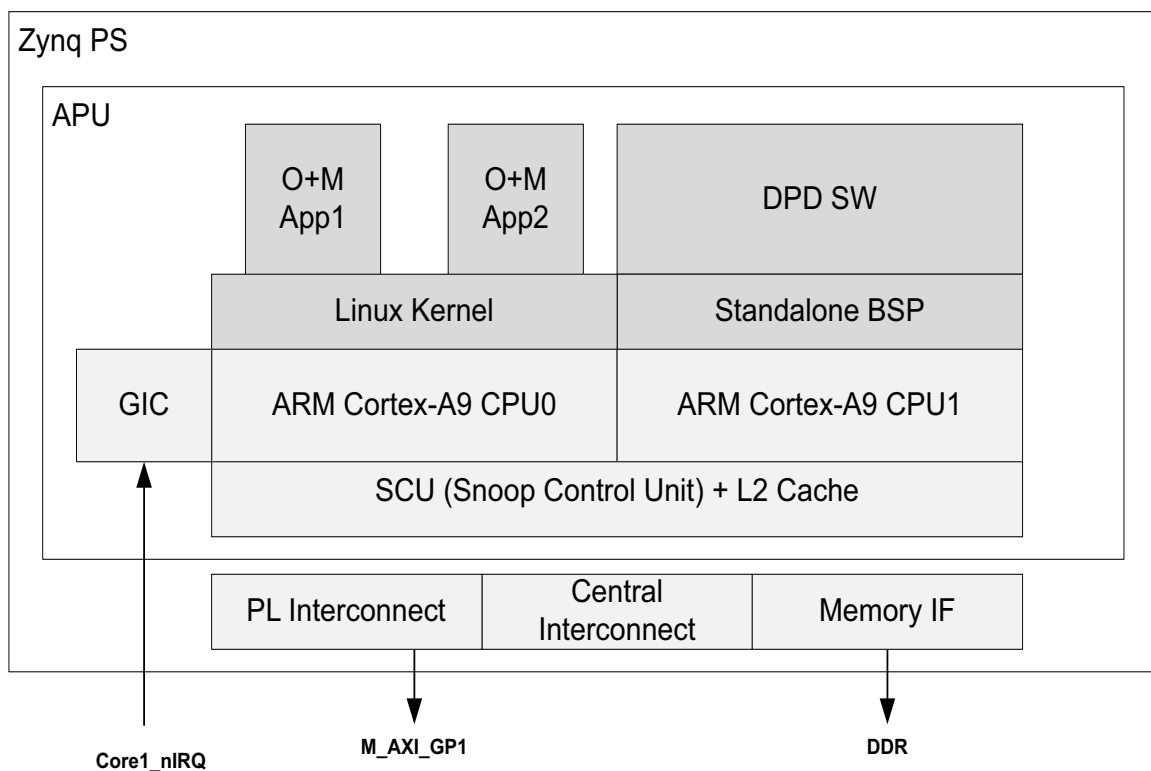 Zynq PS
APU
O+M
App1
O+M
App2
DPD SW
Linux Kernel
Standalone BSP
GIC
ARM Cortex-A9 CPU0
ARM Cortex-A9 CPU1
SCU (Snoop Control Unit) + L2 Cache
PL Interconnect
Central
Interconnect
Memory IF
Core1_nIRQ
M_AXI_GP1
DDR